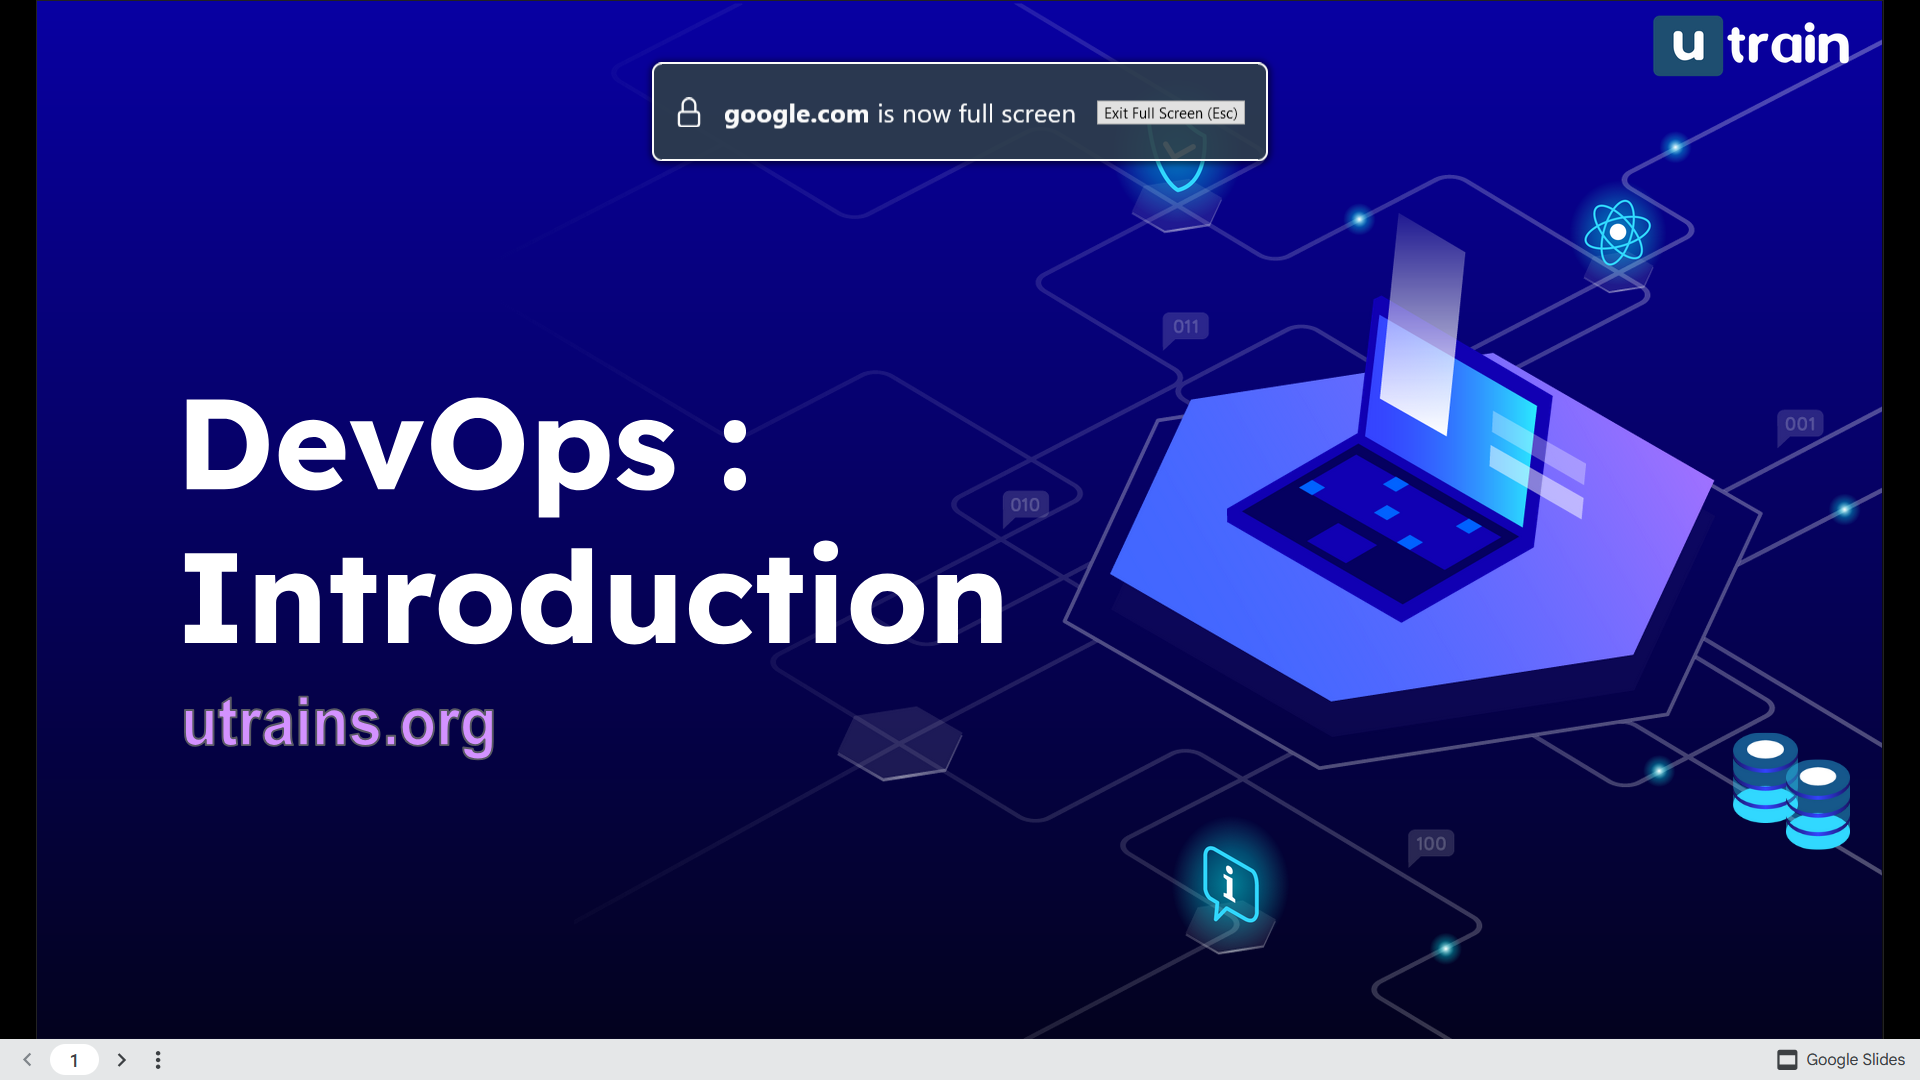 u train
google.com is now full screen Exit Full Screen (Esc)
011
001
DevOps :
010
Introduction
utrains.org
100
i
1
Google Slides